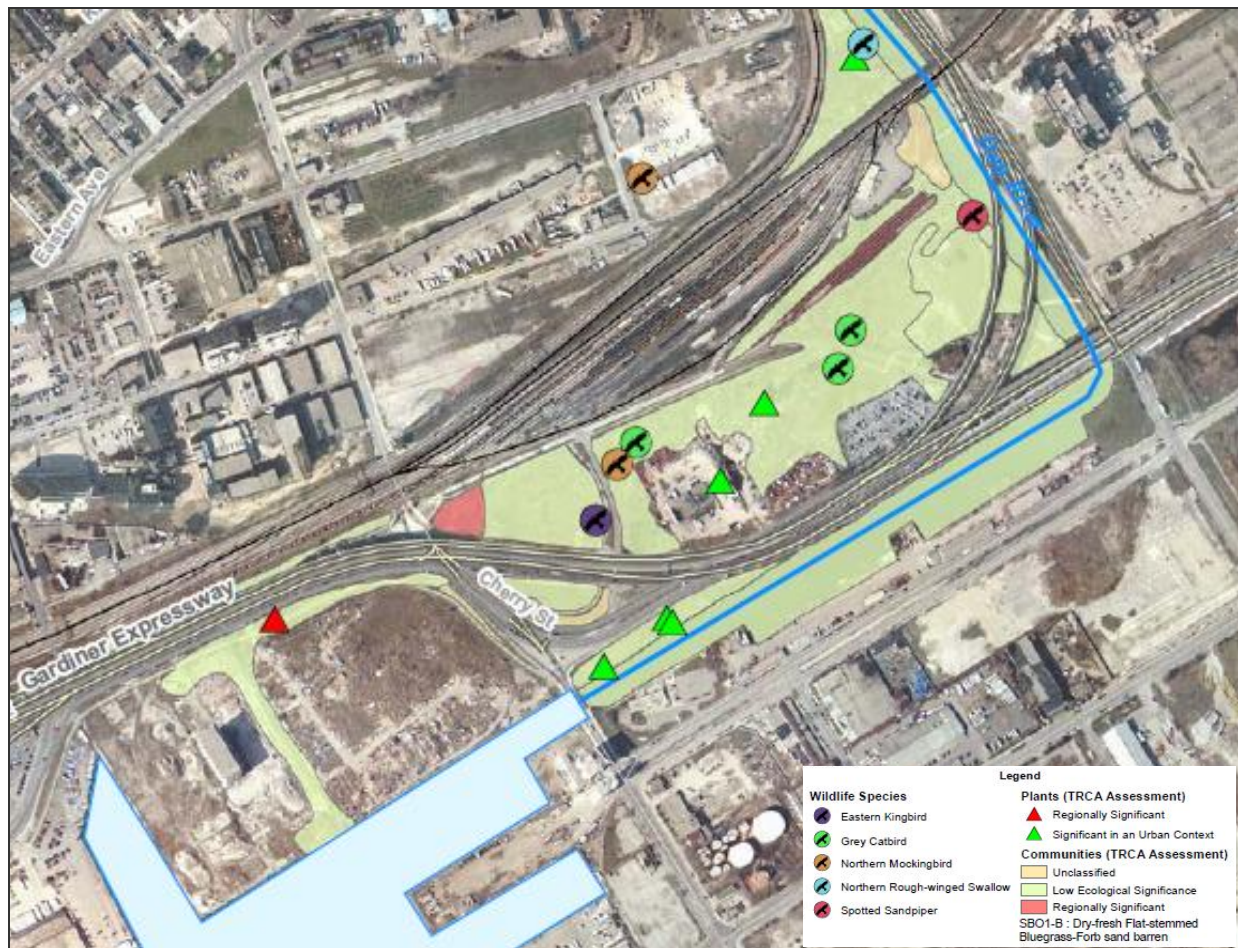 Eastern Ave
Don River
Cherry St
Gardiner Expressway
Legend
Wildlife Species
Eastern Kingbird
Grey Catbird
Northern Mockingbird
Northern Rough-winged Swallow
Spotted Sandpiper
Plants (TRCA Assessment)
Regionally Significant
Significant in an Urban Context
Communities (TRCA Assessment)
Unclassified
Low Ecological Significance
Regionally Significant
SBO1-B : Dry-fresh Flat-stemmed
Bluegrass-Forb sand barren